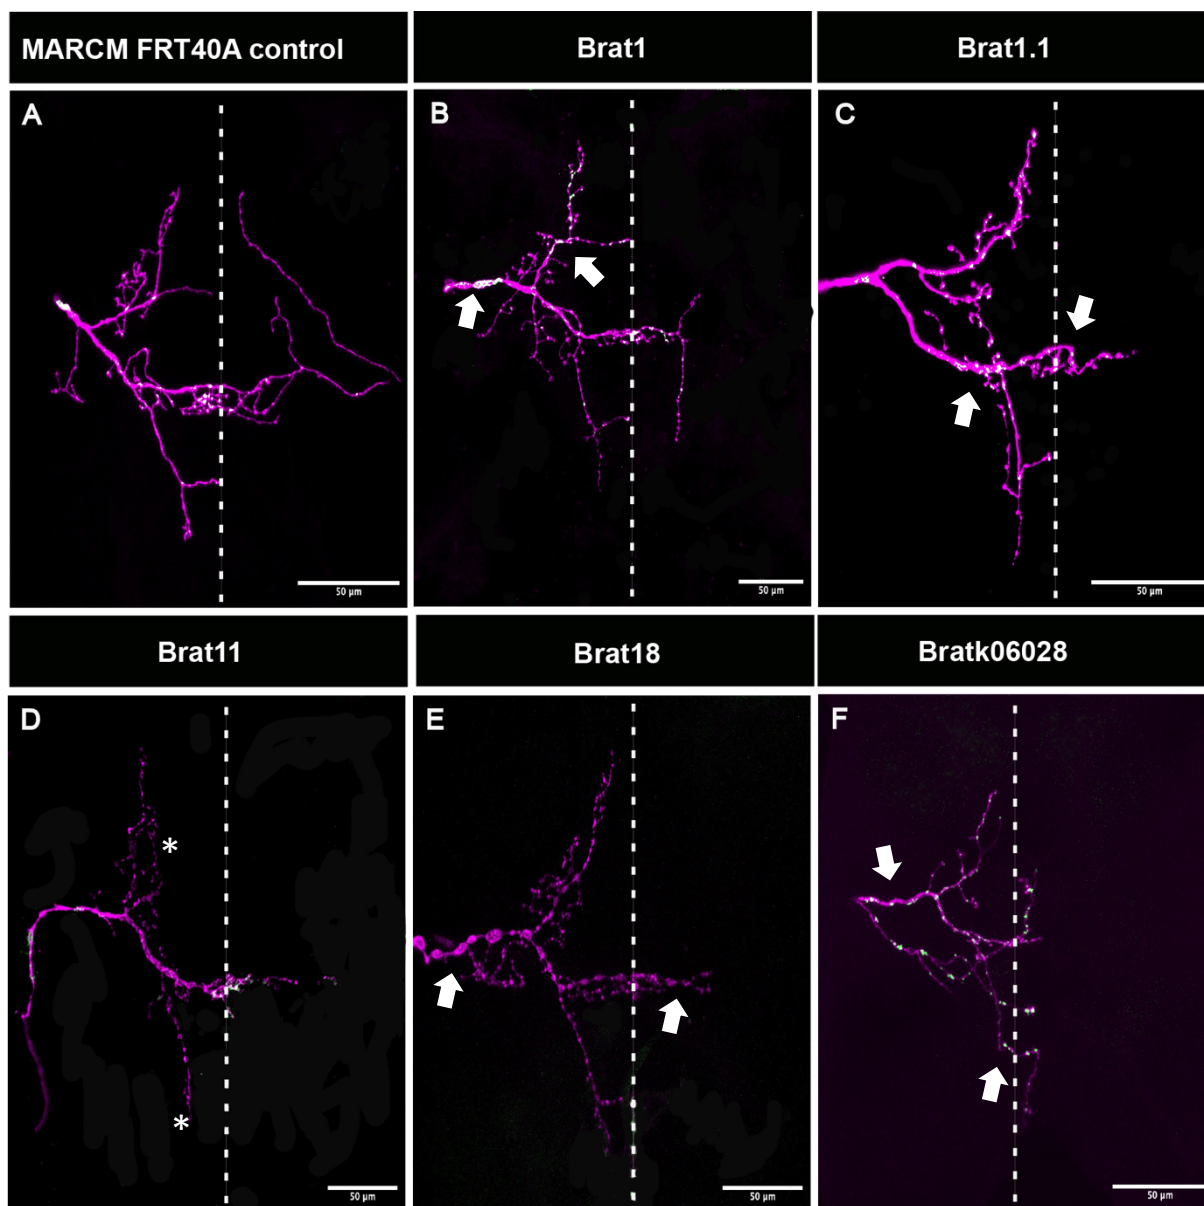 MARCM FRT40A control
Brat1
Brat1.1
A
B
C
50 µm
50 µm
50 µm
Brat11
Brat18
Bratk06028
D
E
F
*
*
50 µm
50 µm
50 µm